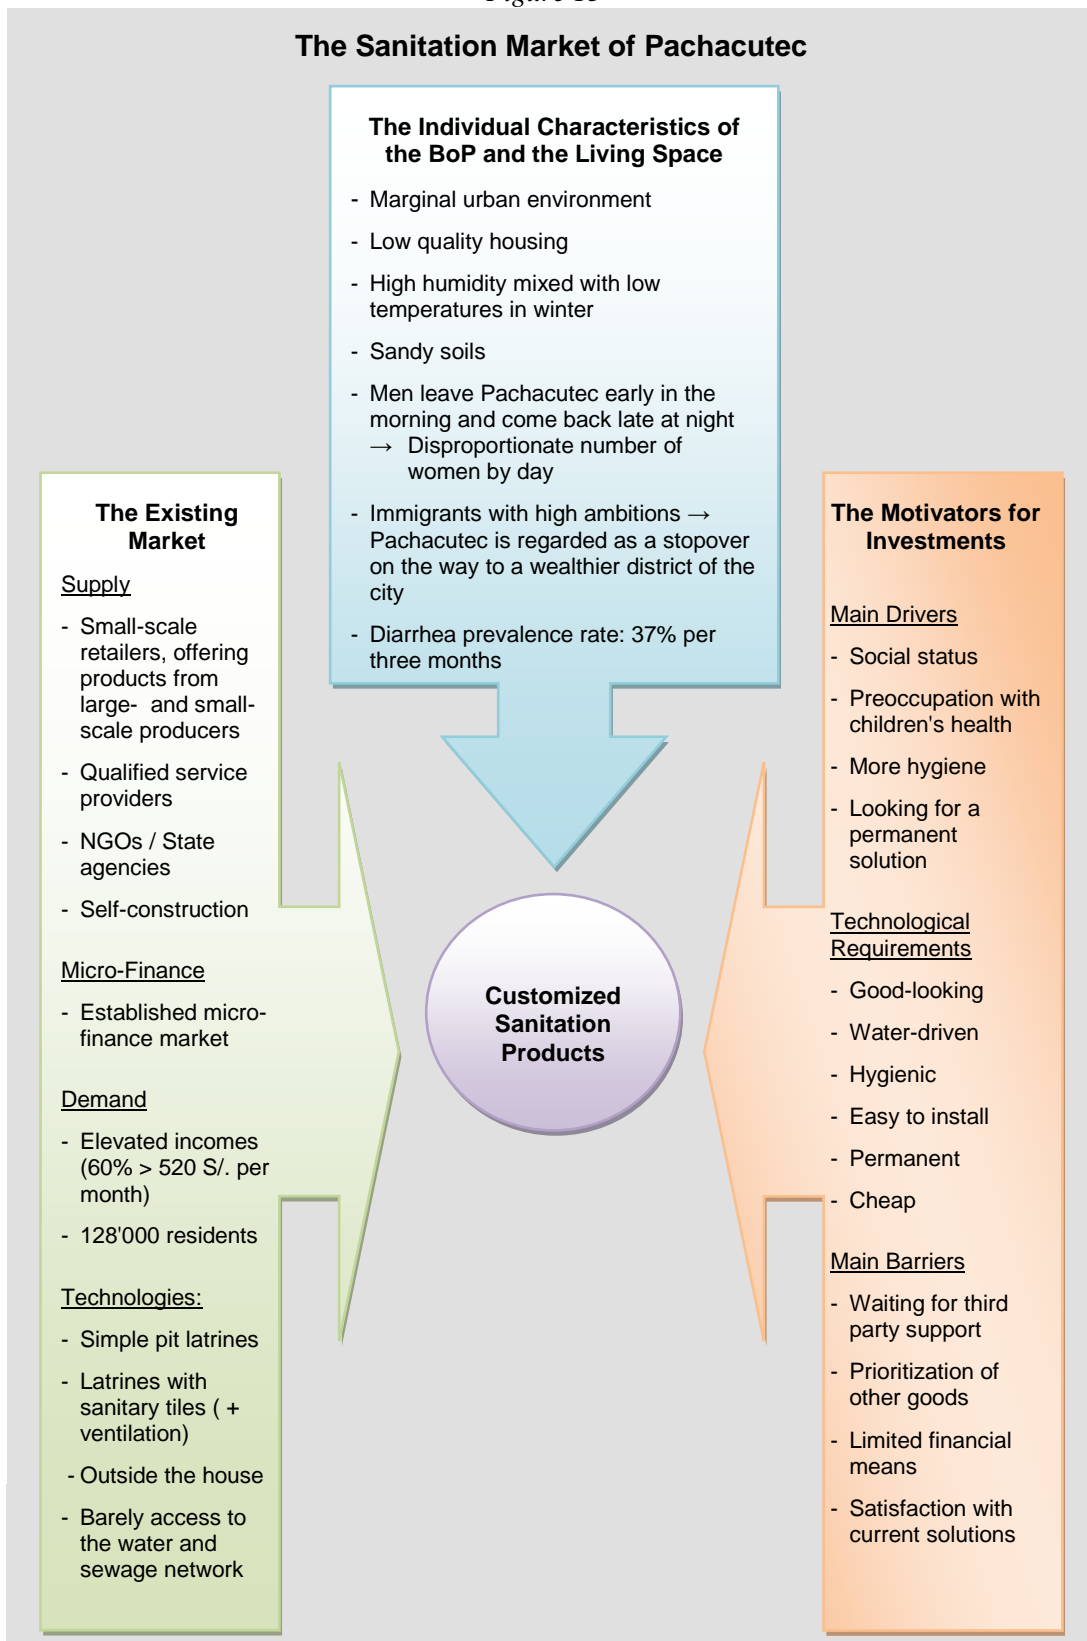 The Sanitation Market of Pachacutec
The Individual Characteristics of
the BoP and the Living Space
- Marginal urban environment
- Low quality housing
- High humidity mixed with low
temperatures in winter
- Sandy soils
- Men leave Pachacutec early in the
morning and come back late at night
→ Disproportionate number of
women by day
- Immigrants with high ambitions →
Pachacutec is regarded as a stopover
on the way to a wealthier district of the
city
- Diarrhea prevalence rate: 37% per
three months
The Existing
Market
Supply
- Small-scale
retailers, offering
products from
large- and small-
scale producers
- Qualified service
providers
- NGOs / State
agencies
- Self-construction
Micro-Finance
- Established micro-
finance market
Demand
- Elevated incomes
(60% > 520 S/. per
month)
- 128'000 residents
Technologies:
- Simple pit latrines
- Latrines with
sanitary tiles ( +
ventilation)
- Outside the house
- Barely access to
the water and
sewage network
Customized
Sanitation
Products
The Motivators for
Investments
Main Drivers
- Social status
- Preoccupation with
children's health
- More hygiene
- Looking for a
permanent
solution
Technological
Requirements
- Good-looking
- Water-driven
- Hygienic
- Easy to install
- Permanent
- Cheap
Main Barriers
- Waiting for third
party support
- Prioritization of
other goods
- Limited financial
means
- Satisfaction with
current solutions